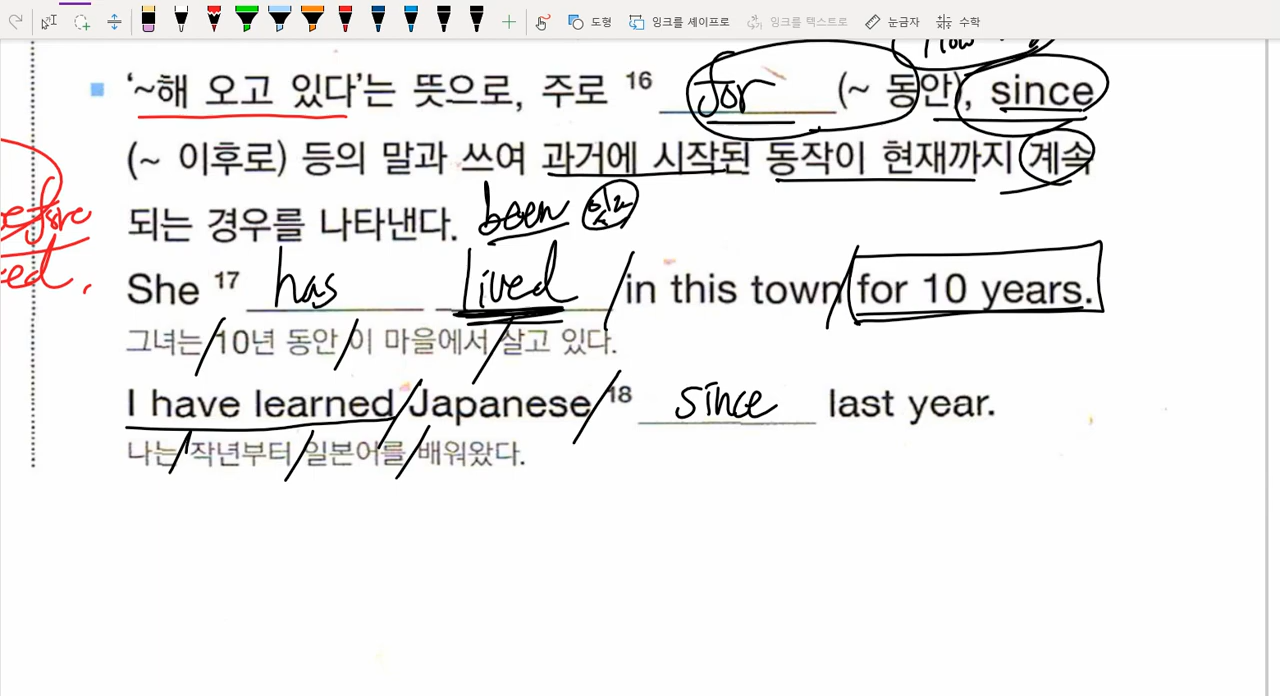 도형 잉크를 셰이프로 잉크를 텍스트로 눈금자 수학
'~해 오고 있다'는 뜻으로, 주로 16 for (~ 동안), since
(~ 이후로) 등의 말과 쓰여 과거에 시작된 동작이 현재까지 계속
되는 경우를 나타낸다. been
She 17 has lived in this town for 10 years.
그녀는 10년 동안 이 마을에서 살고 있다.
I have learned Japanese 18 since last year.
나는 작년부터 일본어를 배워왔다.